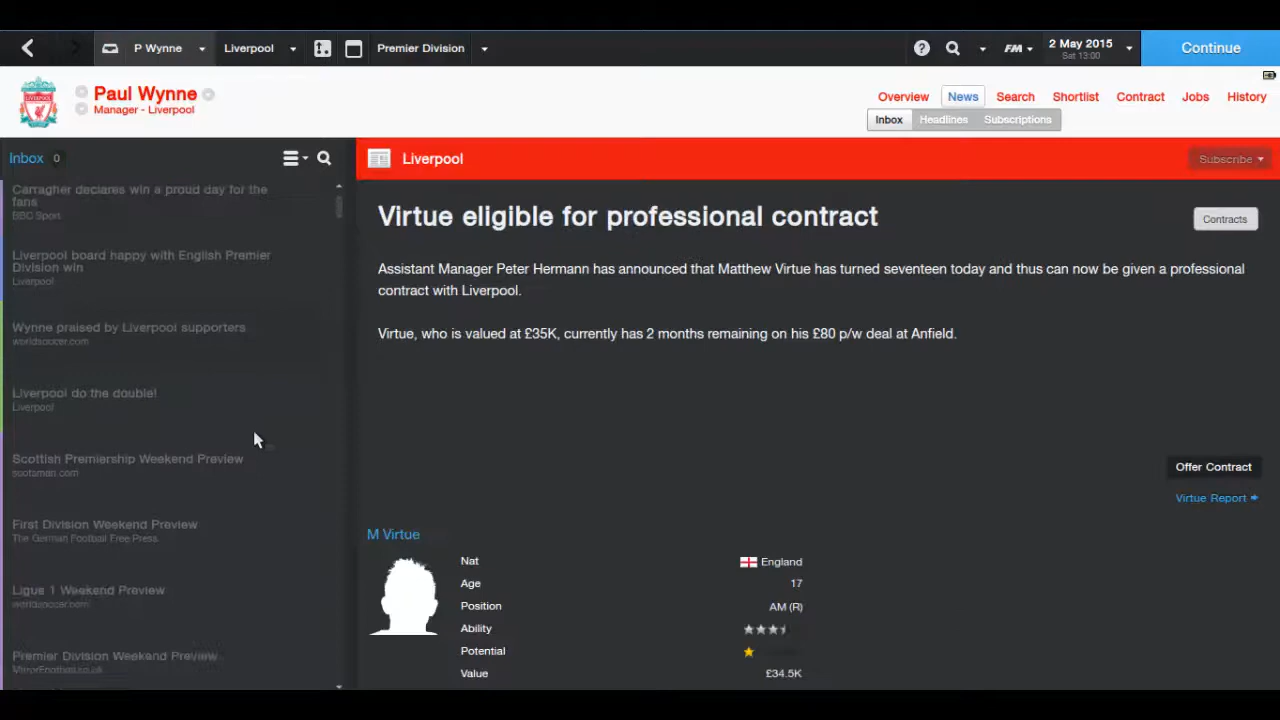 P Wynne
Liverpool
Premier Division
FM
2 May 2015
Sat 13:00
Continue
Paul Wynne
Manager - Liverpool
Overview
News
Search
Shortlist
Contract
Jobs
History
Inbox
Headlines
Subscriptions
Inbox 0
Liverpool
Subscribe
Carragher declares win a proud day for the
fans
BBC Sport
Liverpool board happy with English Premier
Division win
Liverpool
Wynne praised by Liverpool supporters
worldsoccer.com
Liverpool do the double!
Liverpool
Scottish Premiership Weekend Preview
scotsman.com
First Division Weekend Preview
The German Football Free Press
Ligue 1 Weekend Preview
worldsoccer.com
Premier Division Weekend Preview
MirrorFootball.co.uk
Virtue eligible for professional contract
Contracts
Assistant Manager Peter Hermann has announced that Matthew Virtue has turned seventeen today and thus can now be given a professional
contract with Liverpool.
Virtue, who is valued at £35K, currently has 2 months remaining on his £80 p/w deal at Anfield.
Offer Contract
Virtue Report
M Virtue
Nat England
Age 17
Position AM (R)
Ability
Potential
Value £34.5K